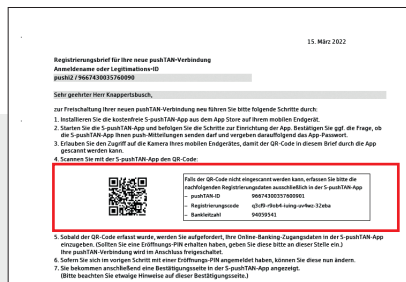 15. März 2022
Registrierungsbrief für Ihre neue pushTAN-Verbindung
Anmeldename oder Legitimations-ID
pushi2 / 9667430035760090
Sehr geehrter Herr Knappertsbusch,
zur Freischaltung Ihrer neuen pushTAN-Verbindung neu führen Sie bitte folgende Schritte durch:
1. Installieren Sie die kostenfreie S-pushTAN-App aus dem App Store auf Ihrem mobilen Endgerät.
2. Starten Sie die S-pushTAN-App und befolgen Sie die Schritte zur Einrichtung der App. Bestätigen Sie ggf. die Frage, ob
die S-pushTAN-App Ihnen push-Mitteilungen senden darf und vergeben darauffolgend das App-Passwort.
3. Erlauben Sie den Zugriff auf die Kamera Ihres mobilen Endgerätes, damit der QR-Code in diesem Brief durch die App
gescannt werden kann.
4. Scannen Sie mit der S-pushTAN-App den QR-Code:
Falls der QR-Code nicht eingescannt werden kann, erfassen Sie bitte die
nachfolgenden Registrierungsdaten ausschließlich in der S-pushTAN-App
– pushTAN-ID 9667435357600901
– Registrierungscode q3cf9-r9ob4-iuing-uv4wz-32eba
– Bankleitzahl 94059541
5. Sobald der QR-Code erfasst wurde, werden Sie aufgefordert, Ihre Online-Banking-Zugangsdaten in der S-pushTAN-App
einzugeben. (Sollten Sie eine Eröffnungs-PIN erhalten haben, geben Sie diese bitte an dieser Stelle ein.)
Ihre pushTAN-Verbindung wird im Anschluss freigeschaltet.
6. Sofern Sie sich im vorigen Schritt mit einer Eröffnungs-PIN angemeldet haben, können Sie diese nun ändern.
7. Sie bekommen anschließend eine Bestätigungsseite in der S-pushTAN-App angezeigt.
(Bitte beachten Sie etwaige Hinweise auf dieser Bestätigungsseite.)